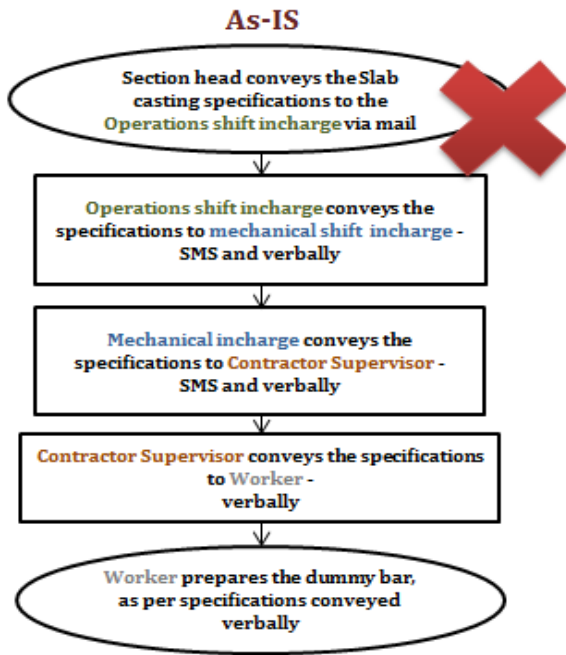 As-IS
Section head conveys the Slab
casting specifications to the
Operations shift incharge via mail
Operations shift incharge conveys the
specifications to mechanical shift incharge -
SMS and verbally
Mechanical incharge conveys the
specifications to Contractor Supervisor -
SMS and verbally
Contractor Supervisor conveys the specifications
to Worker -
verbally
Worker prepares the dummy bar,
as per specifications conveyed
verbally